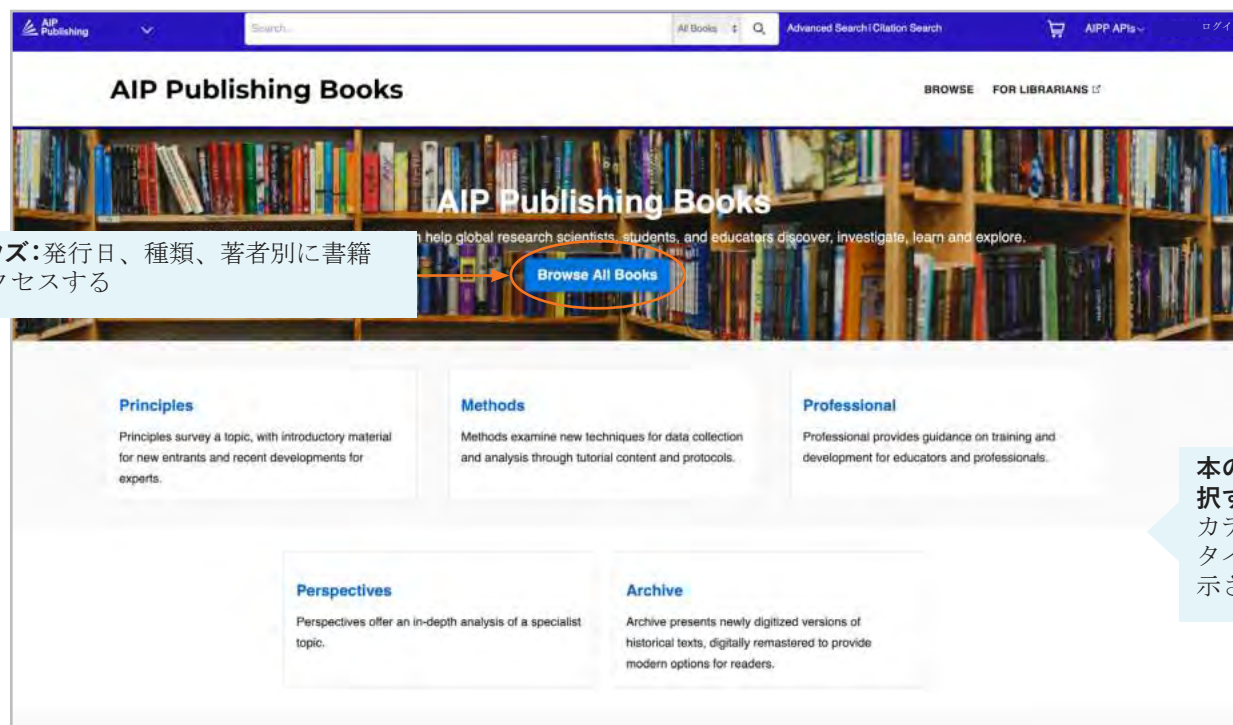 AIP
Publishing
Search...
All Books
Advanced Search | Citation Search
AIPP APIs
ログイ
AIP Publishing Books
BROWSE FOR LIBRARIANS
AIP Publishing Books
help global research scientists, students, and educators discover, investigate, learn and explore.
ズ:発行日、種類、著者別に書籍
クセスする
Browse All Books
Principles
Principles survey a topic, with introductory material
for new entrants and recent developments for
experts.
Methods
Methods examine new techniques for data collection
and analysis through tutorial content and protocols.
Professional
Professional provides guidance on training and
development for educators and professionals.
本の
択す
カテ
タイ
示さ
Perspectives
Perspectives offer an in-depth analysis of a specialist
topic.
Archive
Archive presents newly digitized versions of
historical texts, digitally remastered to provide
modern options for readers.